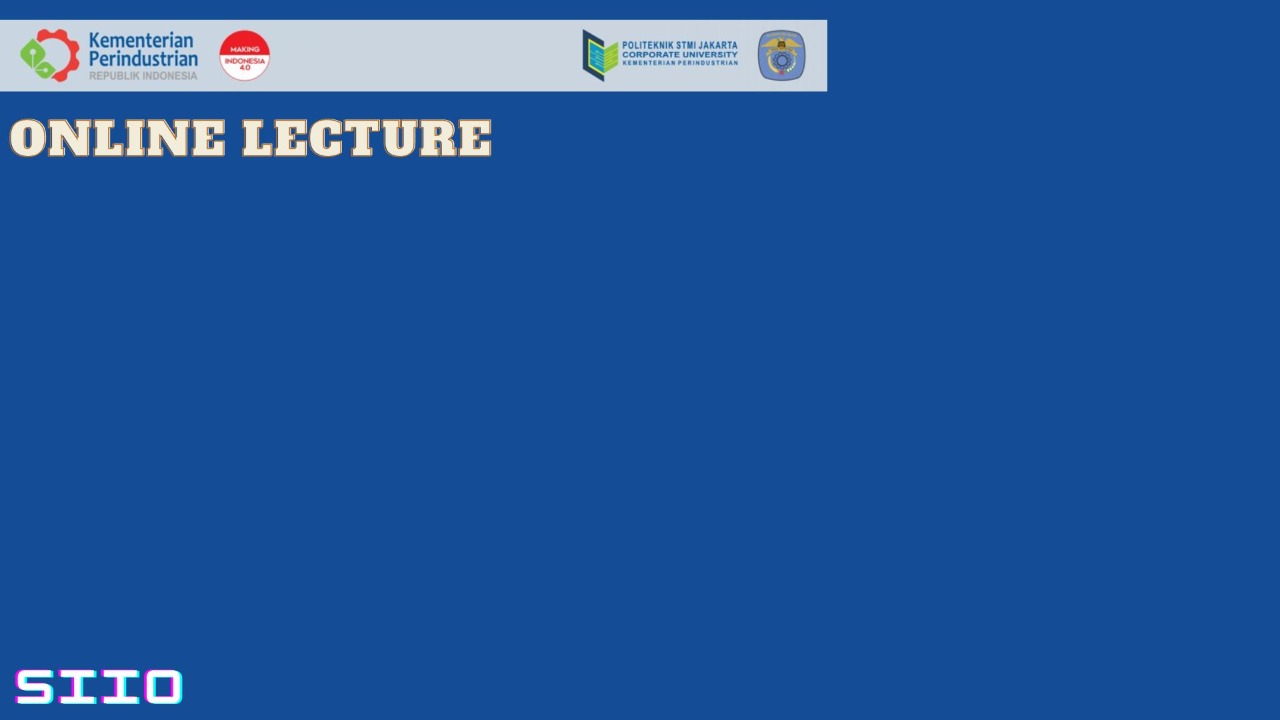 Kementerian
Perindustrian
REPUBLIK INDONESIA
MAKING
INDONESIA
4.0
POLITEKNIK STMI JAKARTA
CORPORATE UNIVERSITY
KEMENTERIAN PERINDUSTRIAN
ONLINE LECTURE
SIIO